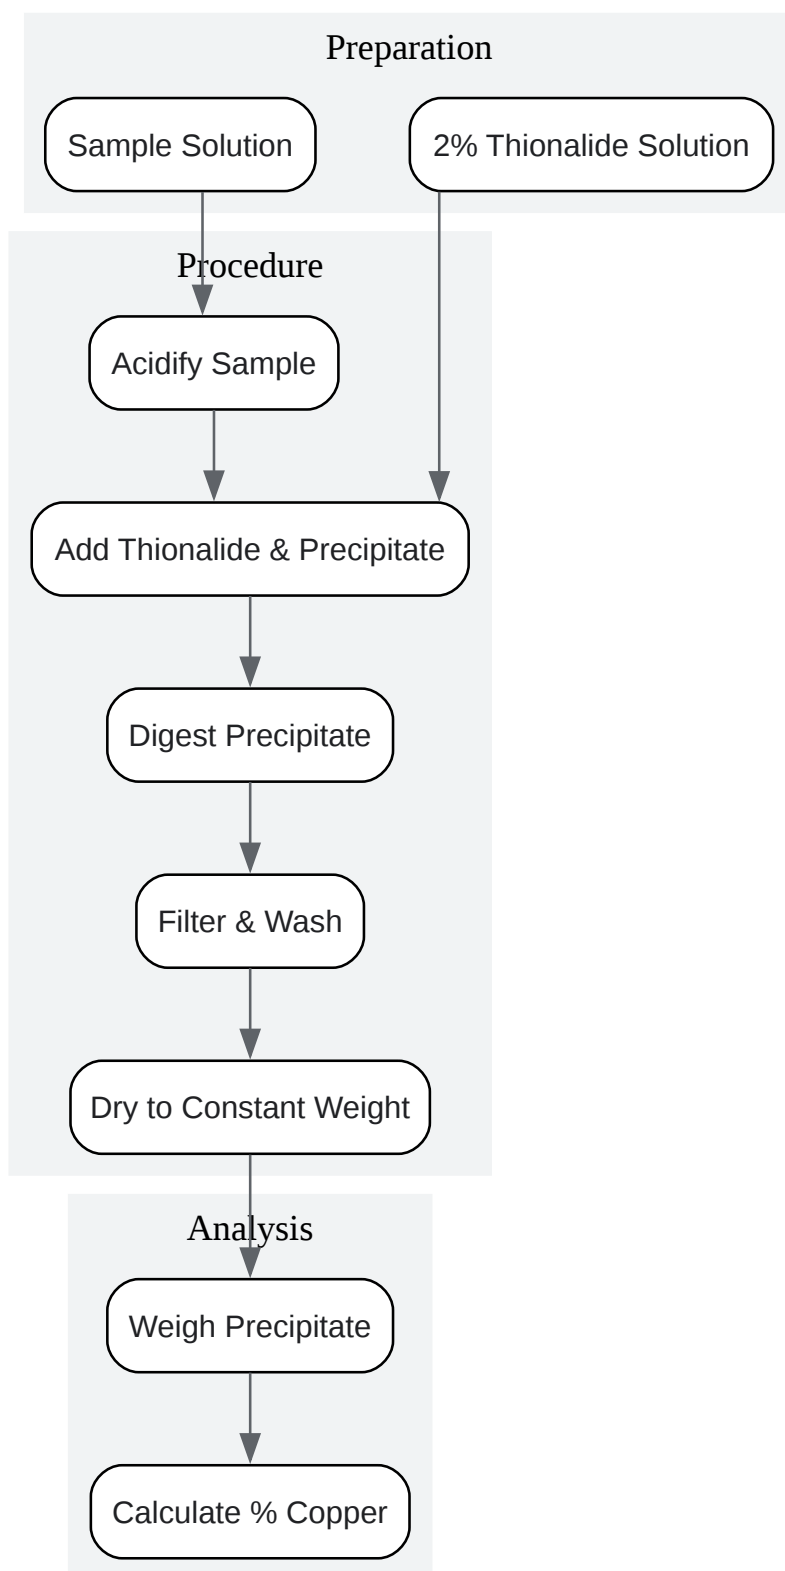 Preparation
Sample Solution
2% Thionalide Solution
Procedure
Acidify Sample
Add Thionalide & Precipitate
Digest Precipitate
Filter & Wash
Dry to Constant Weight
Analysis
Weigh Precipitate
Calculate % Copper